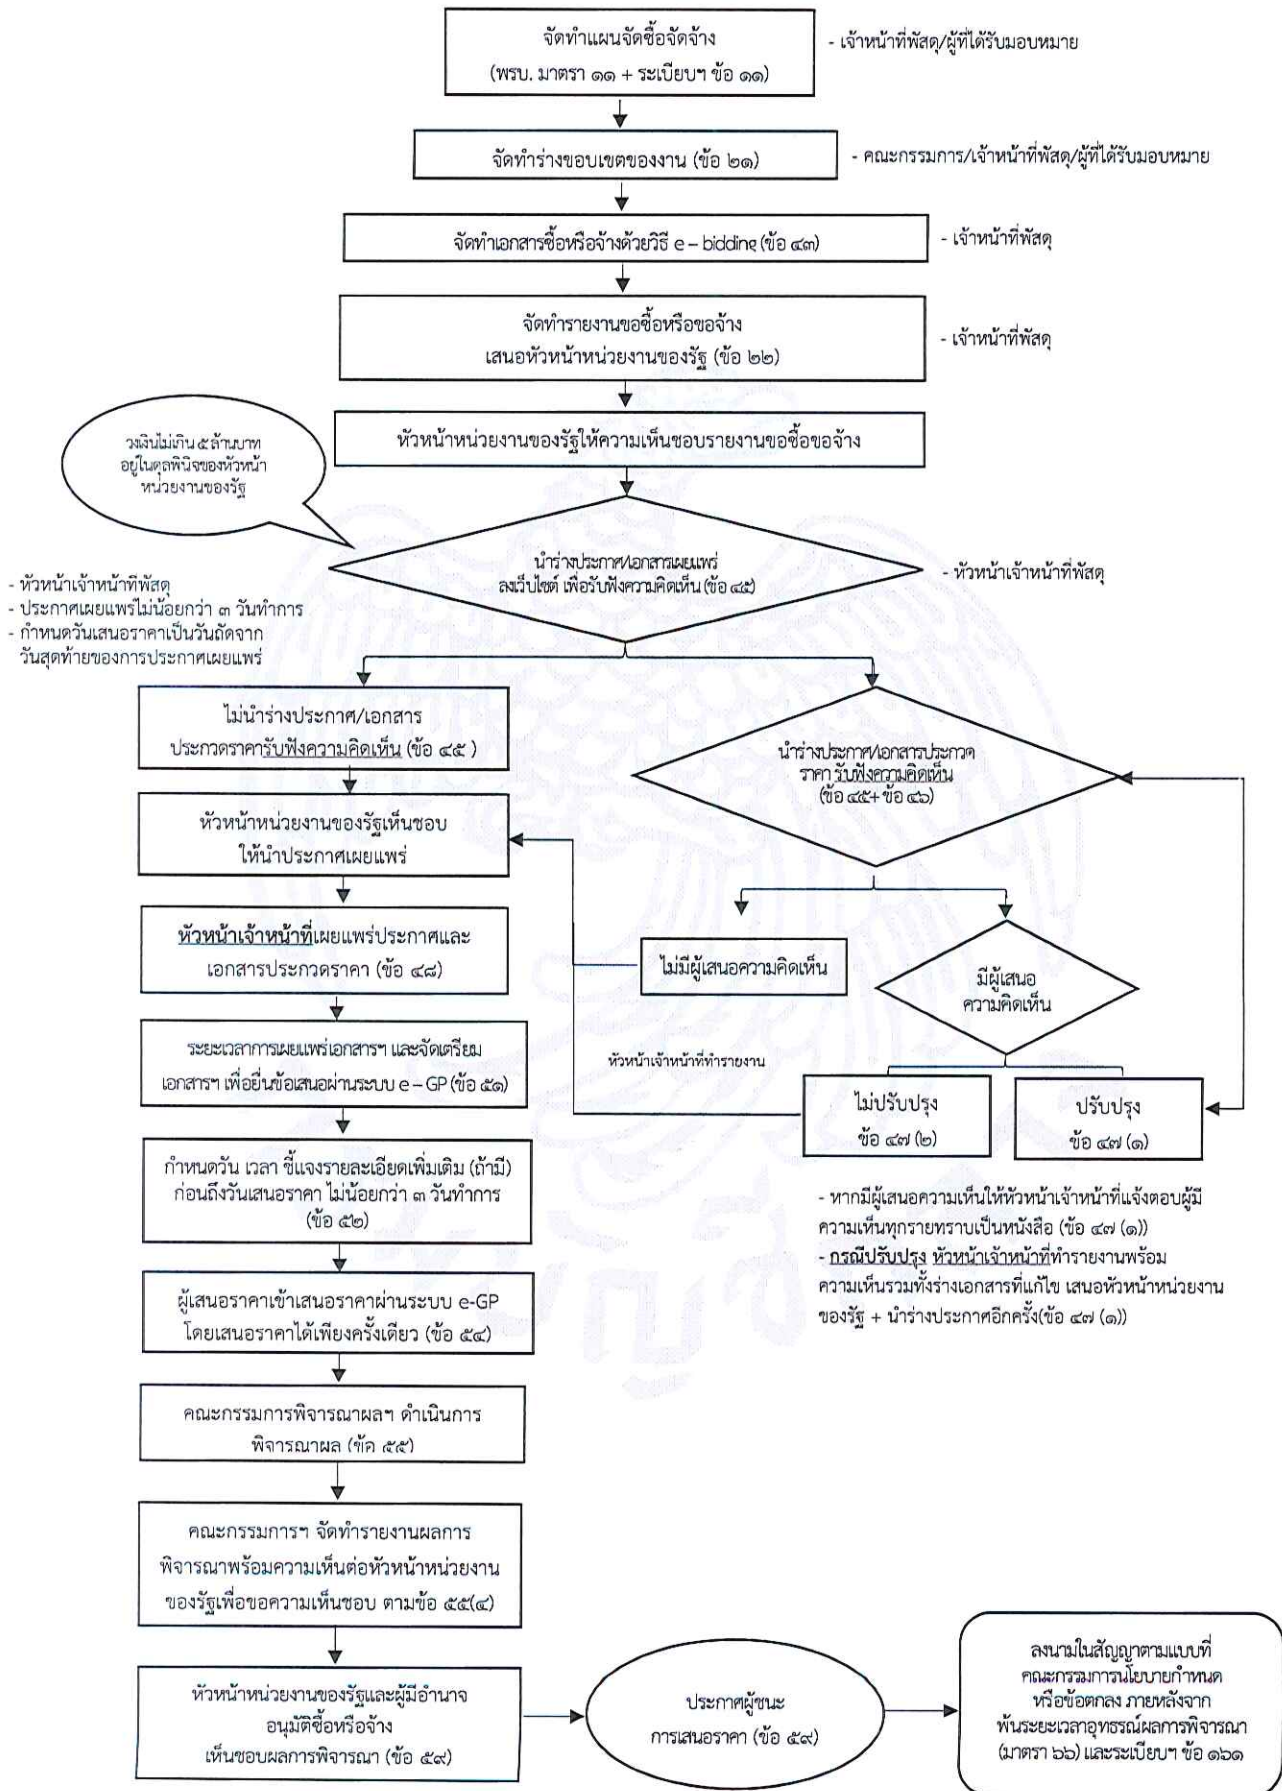 จัดทำแผนจัดซื้อจัดจ้าง
(พรบ. มาตรา ๑๑ + ระเบียบฯ ข้อ ๑๑)
- เจ้าหน้าที่พัสดุ/ผู้ที่ได้รับมอบหมาย
จัดทำร่างขอบเขตของงาน (ข้อ ๒๑)
- คณะกรรมการ/เจ้าหน้าที่พัสดุ/ผู้ที่ได้รับมอบหมาย
จัดทำเอกสารซื้อหรือจ้างด้วยวิธี e – bidding (ข้อ ๔๓)
- เจ้าหน้าที่พัสดุ
จัดทำรายงานขอซื้อหรือขอจ้าง
เสนอหัวหน้าหน่วยงานของรัฐ (ข้อ ๒๒)
- เจ้าหน้าที่พัสดุ
หัวหน้าหน่วยงานของรัฐให้ความเห็นชอบรายงานขอซื้อขอจ้าง
วงเงินไม่เกิน ๕ ล้านบาท
อยู่ในดุลพินิจของหัวหน้า
หน่วยงานของรัฐ
นำร่างประกาศ/เอกสารเผยแพร่
ลงเว็บไซต์ เพื่อรับฟังความคิดเห็น (ข้อ ๔๕)
- หัวหน้าเจ้าหน้าที่พัสดุ
- หัวหน้าเจ้าหน้าที่พัสดุ
- ประกาศเผยแพร่ไม่น้อยกว่า ๓ วันทำการ
- กำหนดวันเสนอราคาเป็นวันถัดจาก
วันสุดท้ายของการประกาศเผยแพร่
ไม่นำร่างประกาศ/เอกสาร
ประกวดราคารับฟังความคิดเห็น (ข้อ ๔๕ )
นำร่างประกาศ/เอกสารประกวด
ราคา รับฟังความคิดเห็น
(ข้อ ๔๕+ ข้อ ๔๖)
หัวหน้าหน่วยงานของรัฐเห็นชอบ
ให้นำประกาศเผยแพร่
หัวหน้าเจ้าหน้าที่เผยแพร่ประกาศและ
เอกสารประกวดราคา (ข้อ ๔๘)
ไม่มีผู้เสนอความคิดเห็น
มีผู้เสนอ
ความคิดเห็น
ระยะเวลาการเผยแพร่เอกสารฯ และจัดเตรียม
เอกสารฯ เพื่อยื่นข้อเสนอผ่านระบบ e – GP (ข้อ ๕๑)
หัวหน้าเจ้าหน้าที่ทำรายงาน
ไม่ปรับปรุง
ข้อ ๔๗ (๒)
ปรับปรุง
ข้อ ๔๗ (๑)
กำหนดวัน เวลา ชี้แจงรายละเอียดเพิ่มเติม (ถ้ามี)
ก่อนถึงวันเสนอราคา ไม่น้อยกว่า ๓ วันทำการ
(ข้อ ๕๒)
- หากมีผู้เสนอความเห็นให้หัวหน้าเจ้าหน้าที่แจ้งตอบผู้มี
ความเห็นทุกรายทราบเป็นหนังสือ (ข้อ ๔๗ (๑))
- กรณีปรับปรุง หัวหน้าเจ้าหน้าที่ทำรายงานพร้อม
ความเห็นรวมทั้งร่างเอกสารที่แก้ไข เสนอหัวหน้าหน่วยงาน
ของรัฐ + นำร่างประกาศอีกครั้ง(ข้อ ๔๗ (๑))
ผู้เสนอราคาเข้าเสนอราคาผ่านระบบ e-GP
โดยเสนอราคาได้เพียงครั้งเดียว (ข้อ ๕๔)
คณะกรรมการพิจารณาผลฯ ดำเนินการ
พิจารณาผล (ข้อ ๕๕)
คณะกรรมการฯ จัดทำรายงานผลการ
พิจารณาพร้อมความเห็นต่อหัวหน้าหน่วยงาน
ของรัฐเพื่อขอความเห็นชอบ ตามข้อ ๕๕(๔)
หัวหน้าหน่วยงานของรัฐและผู้มีอำนาจ
อนุมัติซื้อหรือจ้าง
เห็นชอบผลการพิจารณา (ข้อ ๕๙)
ประกาศผู้ชนะ
การเสนอราคา (ข้อ ๕๙)
ลงนามในสัญญาตามแบบที่
คณะกรรมการนโยบายกำหนด
หรือข้อตกลง ภายหลังจาก
พ้นระยะเวลาอุทธรณ์ผลการพิจารณา
(มาตรา ๖๖) และระเบียบฯ ข้อ ๑๖๑